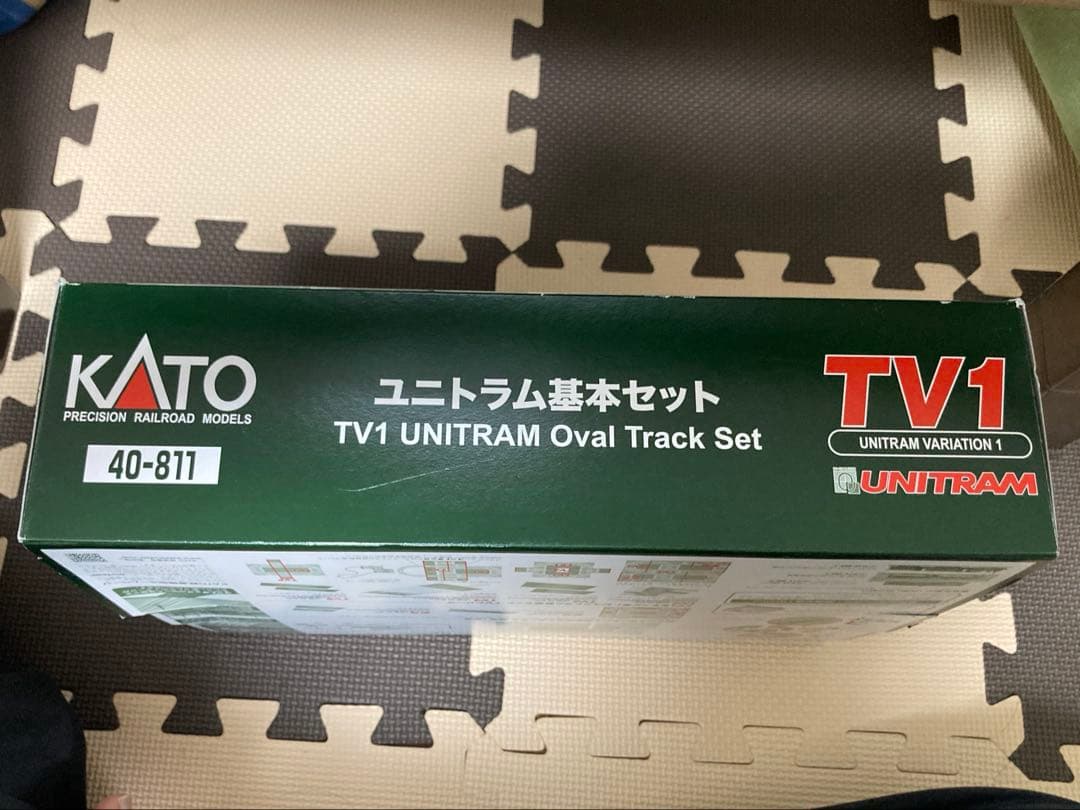 KATO
PRECISION RAILROAD MODELS
40-811
ユニトラム基本セット
TV1 UNITRAM Oval Track Set
TV1
UNITRAM VARIATION 1
UNITRAM